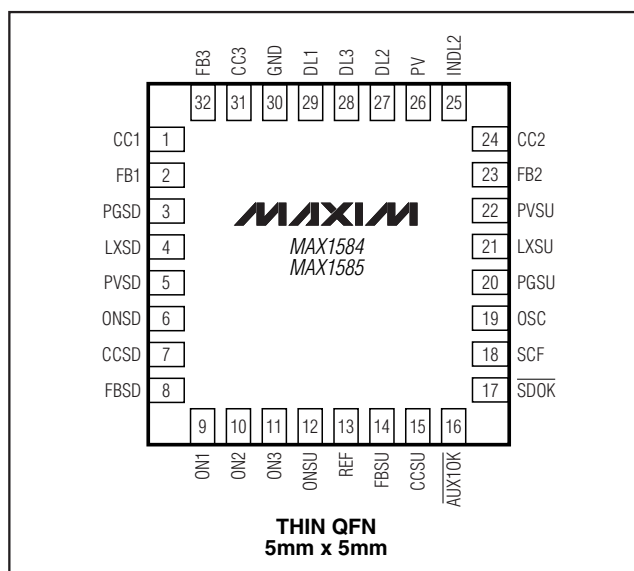 FB3 CC3 GND DL1 DL3 DL2 PV INDL2
32 31 30 29 28 27 26 25
CC1 1 24 CC2
FB1 2 23 FB2
PGSD 3 22 PVSU
LXSD 4 21 LXSU
PVSD 5 20 PGSU
ONSD 6 19 OSC
CCSD 7 18 SCF
FBSD 8 17 SDOK
MAXIM
MAX1584
MAX1585
9 10 11 12 13 14 15 16
ON1 ON2 ON3 ONSU REF FBSU CCSU AUX1OK
THIN QFN
5mm x 5mm